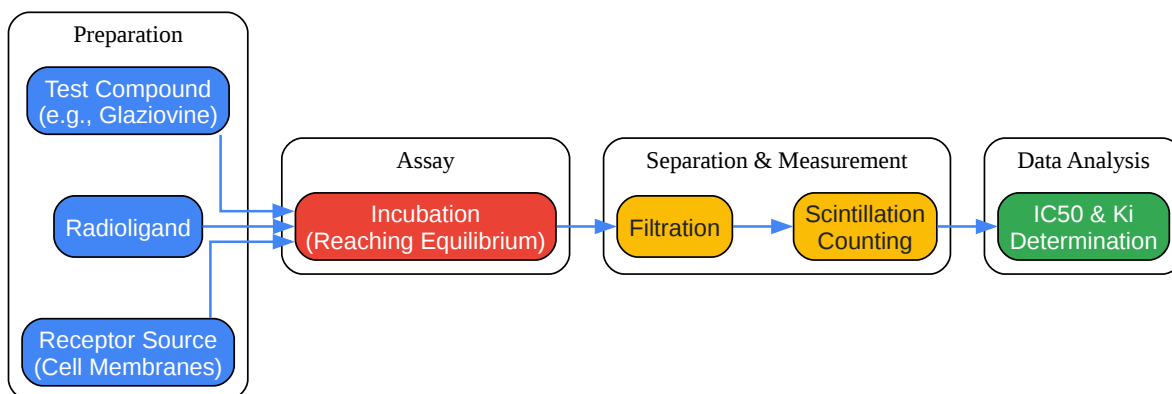 Preparation
Test Compound
(e.g., Glaziovine)
Radioligand
Receptor Source
(Cell Membranes)
Assay
Incubation
(Reaching Equilibrium)
Separation & Measurement
Filtration
Scintillation
Counting
Data Analysis
IC50 & Ki
Determination